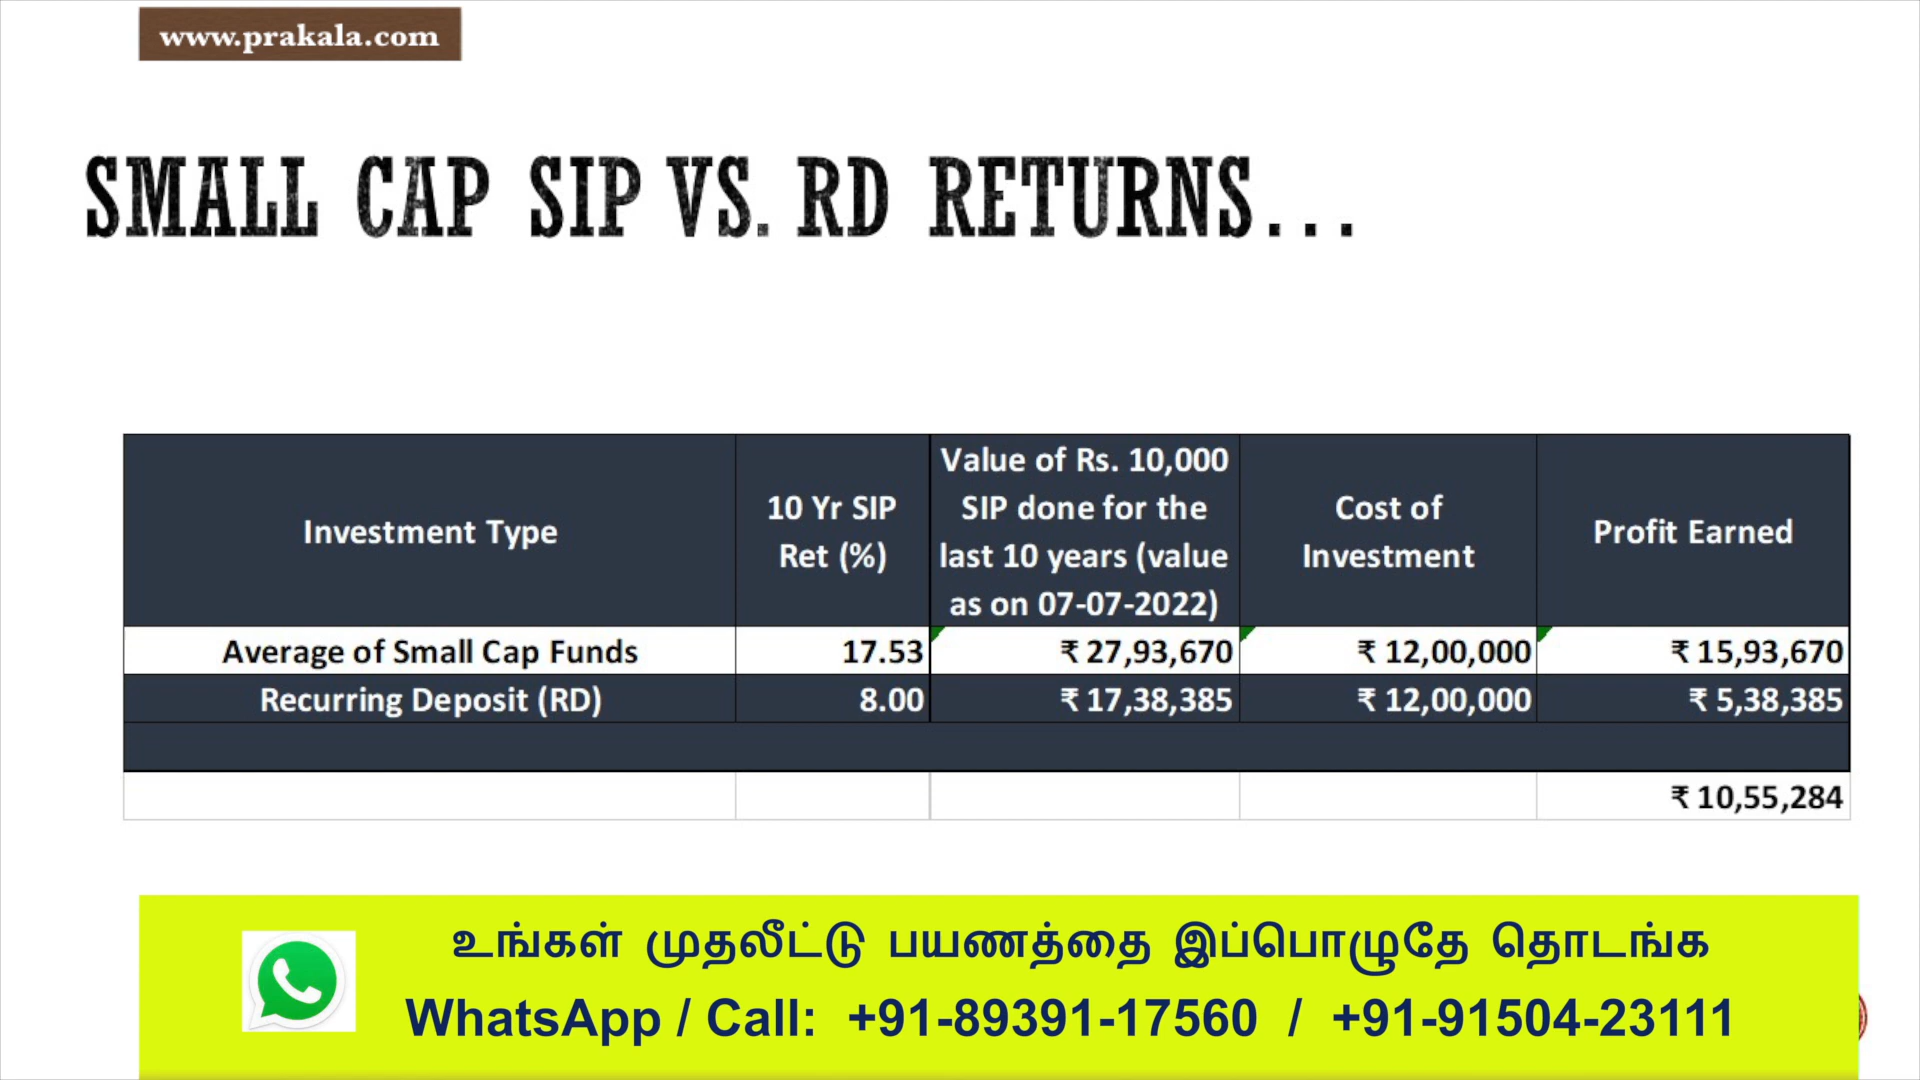 www.prakala.com
SMALL CAP SIP VS. RD RETURNS...
Investment Type
10 Yr SIP
Ret (%)
Value of Rs. 10,000
SIP done for the
last 10 years (value
as on 07-07-2022)
Cost of
Investment
Profit Earned
Average of Small Cap Funds 17.53 ₹ 27,93,670 ₹ 12,00,000 ₹ 15,93,670
Recurring Deposit (RD) 8.00 ₹ 17,38,385 ₹ 12,00,000 ₹ 5,38,385
₹ 10,55,284
உங்கள் முதலீட்டு பயணத்தை இப்பொழுதே தொடங்க
WhatsApp / Call: +91-89391-17560 / +91-91504-23111